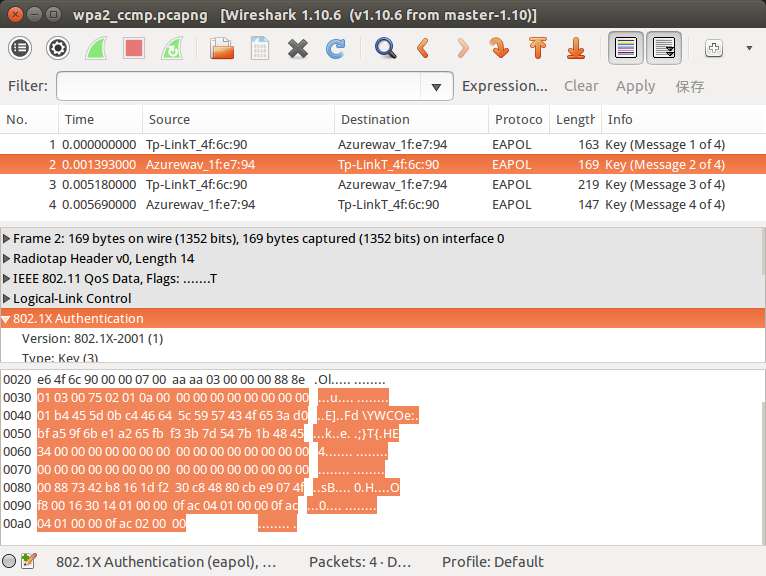 wpa2_ccmp.pcapng   [Wireshark 1.10.6  (v1.10.6 from master-1.10)]
Filter: Expression... Clear Apply 保存
No. Time Source Destination Protoco Length Info
1 0.000000000 Tp-LinkT_4f:6c:90 Azurewav_1f:e7:94 EAPOL 163 Key (Message 1 of 4)
2 0.001393000 Azurewav_1f:e7:94 Tp-LinkT_4f:6c:90 EAPOL 169 Key (Message 2 of 4)
3 0.005180000 Tp-LinkT_4f:6c:90 Azurewav_1f:e7:94 EAPOL 219 Key (Message 3 of 4)
4 0.005690000 Azurewav_1f:e7:94 Tp-LinkT_4f:6c:90 EAPOL 147 Key (Message 4 of 4)
Frame 2: 169 bytes on wire (1352 bits), 169 bytes captured (1352 bits) on interface 0
Radiotap Header v0, Length 14
IEEE 802.11 QoS Data, Flags: .......T
Logical-Link Control
802.1X Authentication
Version: 802.1X-2001 (1)
Type: Key (3)
0020 e6 4f 6c 90 00 00 07 00 aa aa 03 00 00 00 88 8e .Ol..... ........
0030 01 03 00 75 02 01 0a 00 00 00 00 00 00 00 00 00 ...u.... ........
0040 01 b4 45 5d 0b c4 46 64 5c 59 57 43 4f 65 3a d0 ..E]..Fd \YWCOe:.
0050 bf a5 9f 6b e1 a2 65 fb f3 3b 7d 54 7b 1b 48 45 ...k..e. .;}T{.HE
0060 34 00 00 00 00 00 00 00 00 00 00 00 00 00 00 00 4....... ........
0070 00 00 00 00 00 00 00 00 00 00 00 00 00 00 00 00 ........ ........
0080 00 88 73 42 b8 16 1d f2 30 c8 48 80 cb e9 07 4f ..sB.... 0.H....O
0090 f8 00 16 30 14 01 00 00 0f ac 04 01 00 00 0f ac ...0.... ........
00a0 04 01 00 00 0f ac 02 00 00 ........ .
802.1X Authentication (eapol), ... Packets: 4 · D... Profile: Default